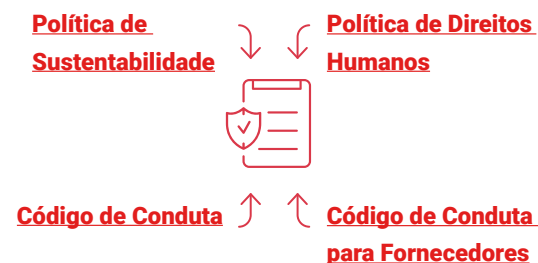 Política de
Sustentabilidade
Política de Direitos
Humanos
Código de Conduta
Código de Conduta
para Fornecedores